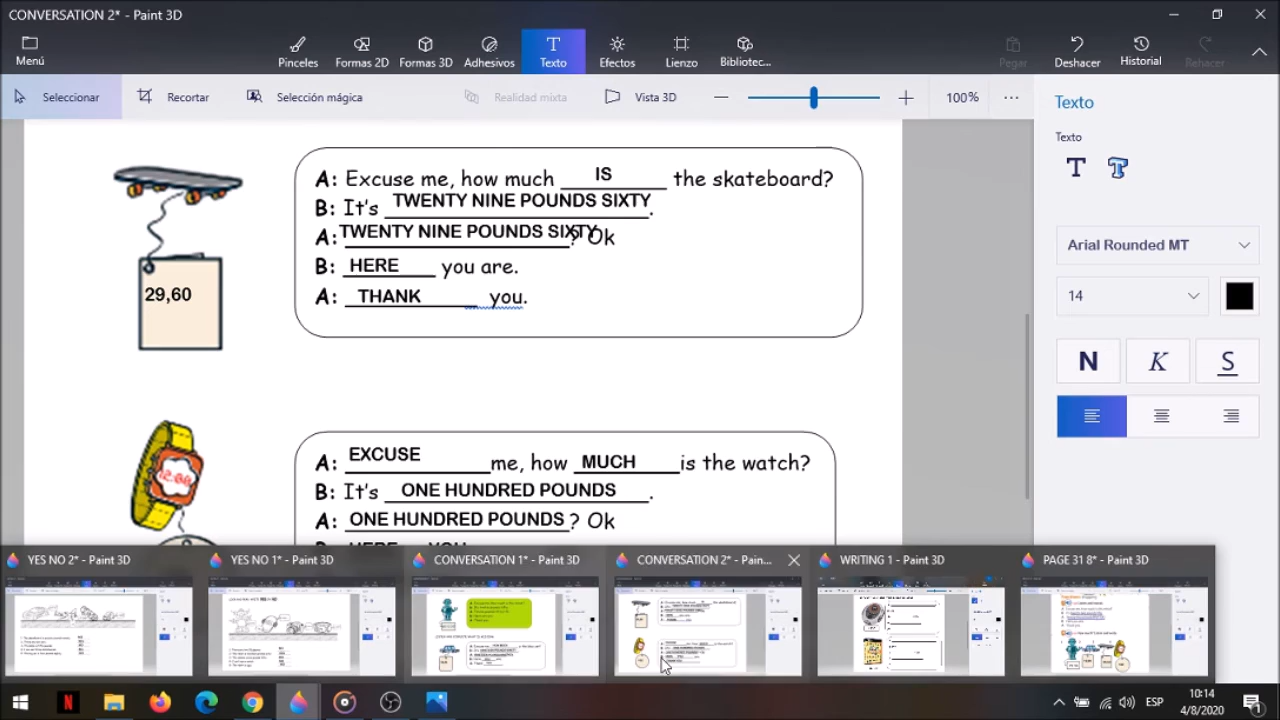 CONVERSATION 2* - Paint 3D
Menú
Pinceles
Formas 2D
Formas 3D
Adhesivos
Texto
Efectos
Lienzo
Bibliotec...
Pegar
Deshacer
Historial
Rehacer
Seleccionar
Recortar
Selección mágica
Realidad mixta
Vista 3D
100%
Texto
Texto
Arial Rounded MT
14
N K S
29,60
A: Excuse me, how much IS the skateboard?
B: It's TWENTY NINE POUNDS SIXTY.
A: TWENTY NINE POUNDS SIXTY? Ok
B: HERE you are.
A: THANK you.
A: EXCUSE me, how MUCH is the watch?
B: It's ONE HUNDRED POUNDS.
A: ONE HUNDRED POUNDS? Ok
B: HERE YOU
YES NO 2* - Paint 3D
YES NO 1* - Paint 3D
CONVERSATION 1* - Paint 3D
CONVERSATION 2* - Pain...
WRITING 1 - Paint 3D
PAGE 31 8* - Paint 3D
ESP
10:14
4/8/2020